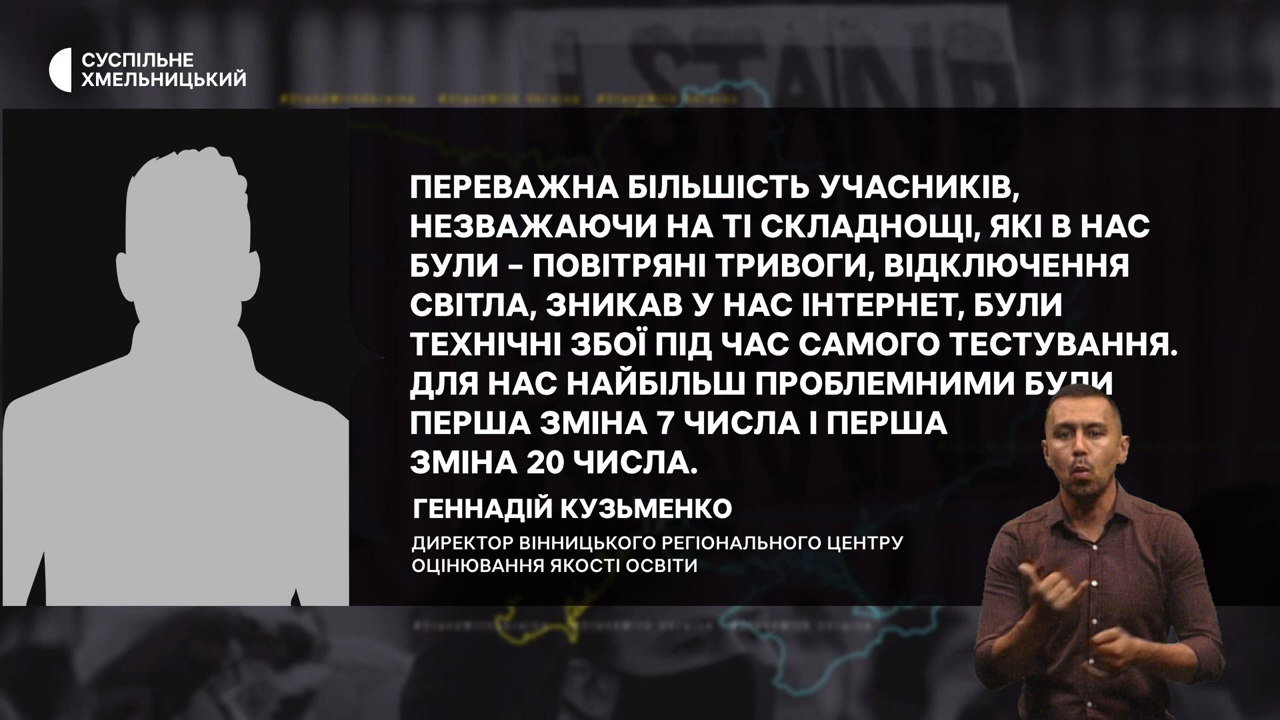 СУСПІЛЬНЕ
ХМЕЛЬНИЦЬКИЙ
I STAND
ПЕРЕВАЖНА БІЛЬШІСТЬ УЧАСНИКІВ,
НЕЗВАЖАЮЧИ НА ТІ СКЛАДНОЩІ, ЯКІ В НАС
БУЛИ – ПОВІТРЯНІ ТРИВОГИ, ВІДКЛЮЧЕННЯ
СВІТЛА, ЗНИКАВ У НАС ІНТЕРНЕТ, БУЛИ
ТЕХНІЧНІ ЗБОЇ ПІД ЧАС САМОГО ТЕСТУВАННЯ.
ДЛЯ НАС НАЙБІЛЬШ ПРОБЛЕМНИМИ БУЛИ
ПЕРША ЗМІНА 7 ЧИСЛА І ПЕРША
ЗМІНА 20 ЧИСЛА.
ГЕННАДІЙ КУЗЬМЕНКО
ДИРЕКТОР ВІННИЦЬКОГО РЕГІОНАЛЬНОГО ЦЕНТРУ
ОЦІНЮВАННЯ ЯКОСТІ ОСВІТИ